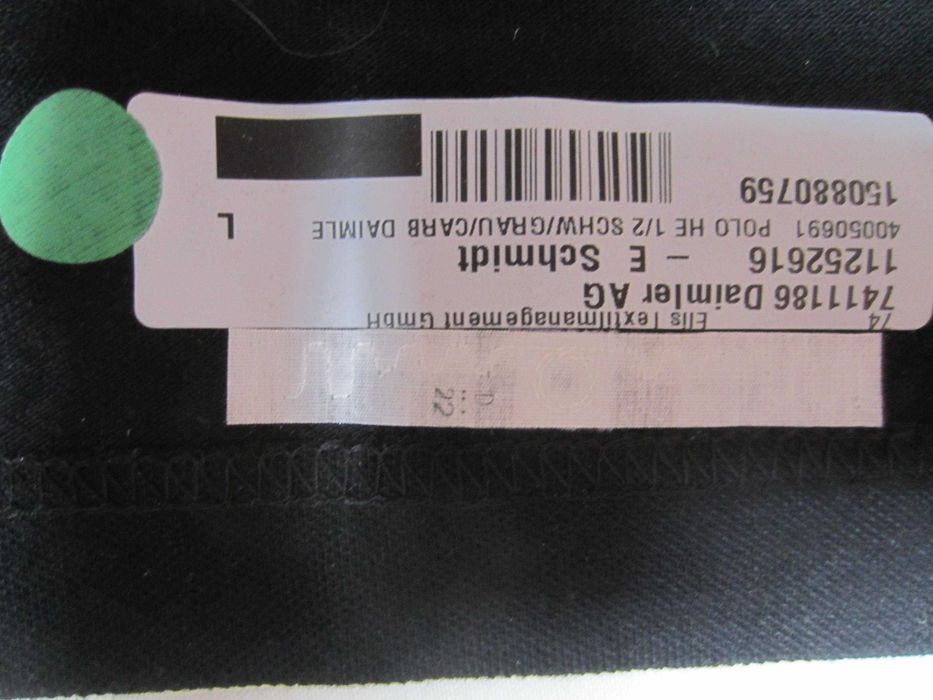 74 Elis Textilmanagement GmbH
7411186 Daimler AG
11252616 – E Schmidt
40050691 POLO HE 1/2 SCHW/GRAU/CARB DAIMLE L
150880759
22